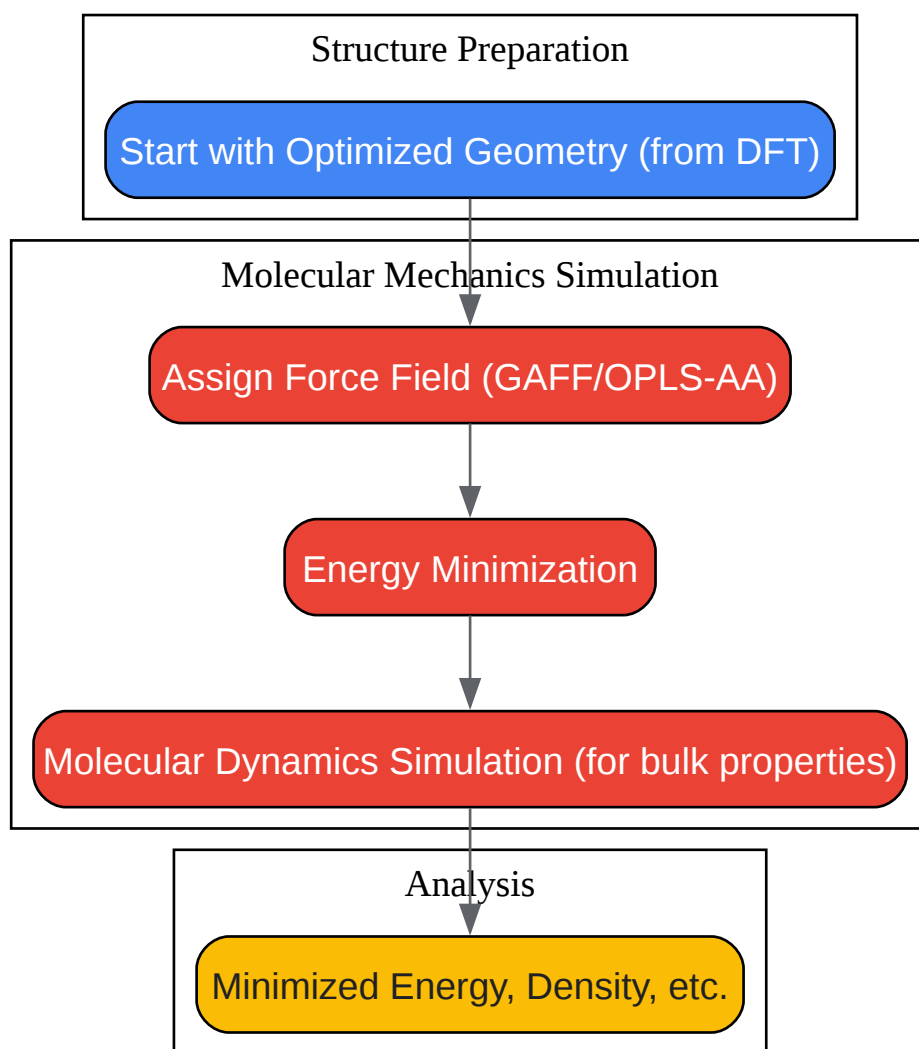 Structure Preparation
Start with Optimized Geometry (from DFT)
Molecular Mechanics Simulation
Assign Force Field (GAFF/OPLS-AA)
Energy Minimization
Molecular Dynamics Simulation (for bulk properties)
Analysis
Minimized Energy, Density, etc.